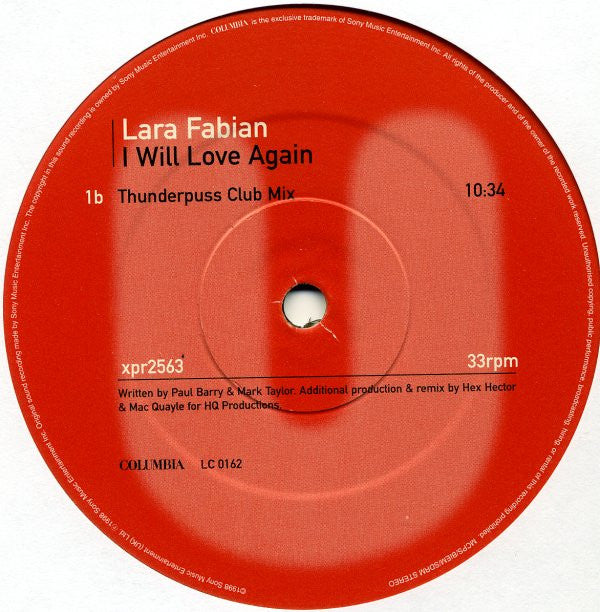 Lara Fabian
I Will Love Again
1b Thunderpuss Club Mix 10:34
xpr2563 33rpm
Written by Paul Barry & Mark Taylor. Additional production & remix by Hex Hector
& Mac Quayle for HQ Productions.
COLUMBIA LC 0162
©1998 Sony Music Entertainment (UK) Ltd. ℗1998 Sony Music Entertainment Inc. Original sound recording made by Sony Music Entertainment Inc. The copyright in this sound recording is owned by Sony Music Entertainment Inc. COLUMBIA is the exclusive trademark of Sony Music Entertainment Inc. All rights of the producer and of the owner of the recorded work reserved. Unauthorised copying, public performance, broadcasting, hiring, or rental of this recording prohibited. MCPS/BIEM/SDRM STEREO